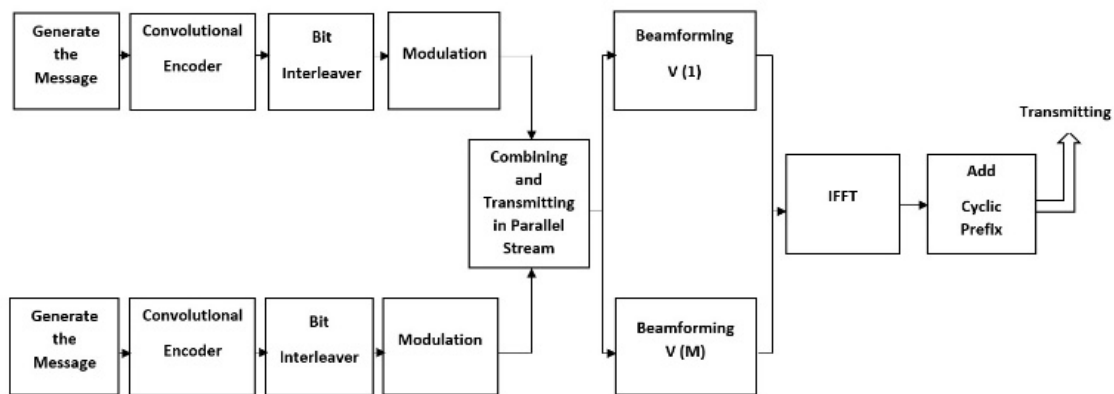 Generate
the
Message
Convolutional
Encoder
Bit
Interleaver
Modulation
Combining
and
Transmitting
in Parallel
Stream
Beamforming
V (1)
IFFT
Add
Cyclic
Prefix
Transmitting
Generate
the
Message
Convolutional
Encoder
Bit
Interleaver
Modulation
Beamforming
V (M)